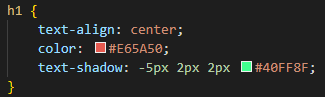 h1 {
text-align: center;
color: #E65A50;
text-shadow: -5px 2px 2px #40FF8F;
}